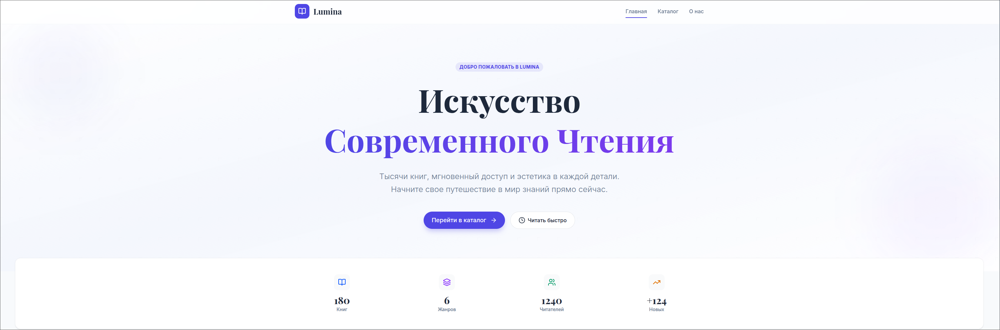 Lumina
Главная
Каталог
О нас
ДОБРО ПОЖАЛОВАТЬ В LUMINA
Искусство
Современного Чтения
Тысячи книг, мгновенный доступ и эстетика в каждой детали.
Начните свое путешествие в мир знаний прямо сейчас.
Перейти в каталог
Читать быстро
180
Книг
6
Жанров
1240
Читателей
+124
Новых